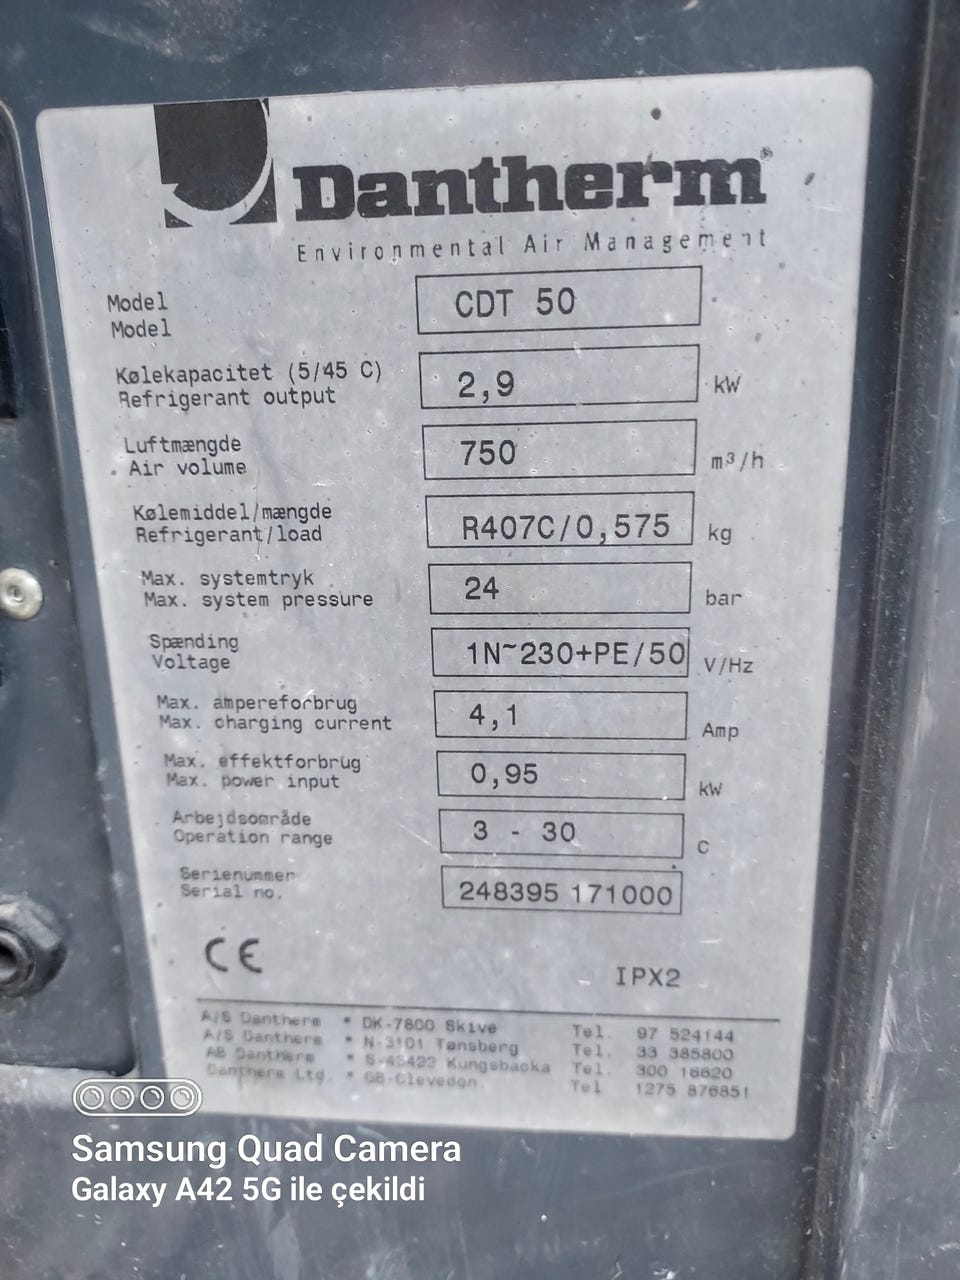 Dantherm®
Environmental Air Management
Model
Model
CDT 50
Kølekapacitet (5/45 C)
Refrigerant output
2,9
kW
Luftmængde
Air volume
750
m³/h
Kølemiddel/mængde
Refrigerant/load
R407C/0,575
kg
Max. systemtryk
Max. system pressure
24
bar
Spænding
Voltage
1N~230+PE/50
V/Hz
Max. ampereforbrug
Max. charging current
4,1
Amp
Max. effektforbrug
Max. power input
0,95
kW
Arbejdsområde
Operation range
3 - 30
C
Serienummer
Serial no.
248395 171000
CE
IPX2
A/S Dantherm * DK-7800 Skive Tel. 97 524144
A/S Dantherm * N-3101 Tønsberg Tel. 33 385800
AB Dantherm * Kungsbacka Tel. 300 16620
Dantherm Ltd. * GB-Clevedon. Tel 1275 876851
Samsung Quad Camera
Galaxy A42 5G ile çekildi